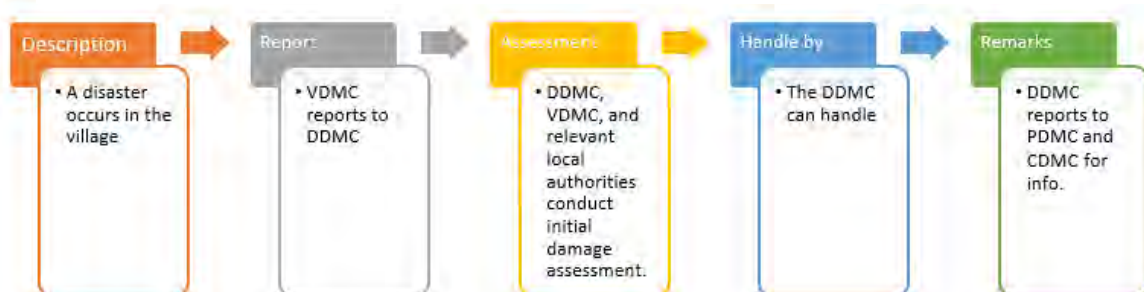 Description
• A disaster
occurs in the
village
Report
• VDMC
reports to
DDMC
Assessment
• DDMC,
VDMC, and
relevant
local
authorities
conduct
initial
damage
assessment.
Handle by
• The DDMC
can handle
Remarks
• DDMC
reports to
PDMC and
CDMC for
info.